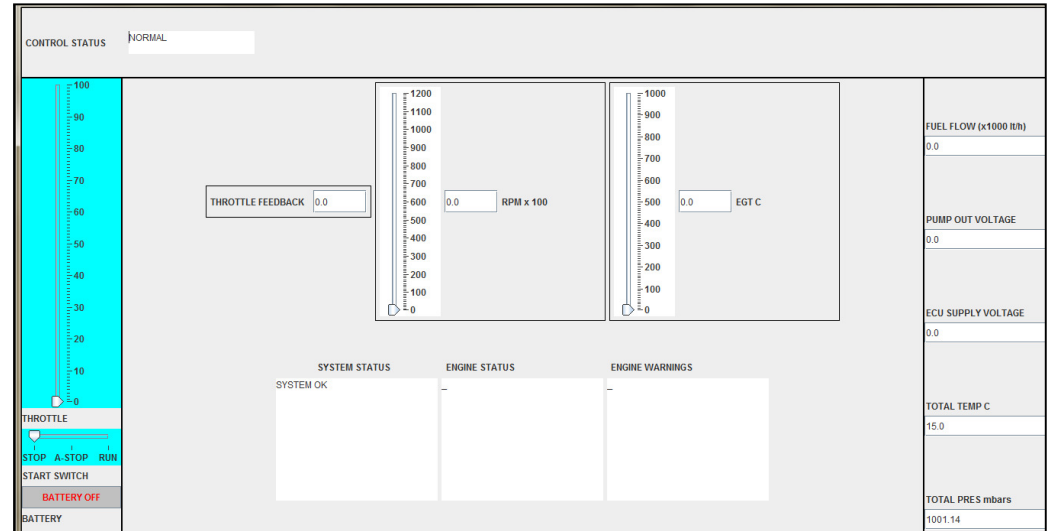 CONTROL STATUS
NORMAL
100
90
80
70
60
50
40
30
20
10
0
THROTTLE
STOP A-STOP RUN
START SWITCH
BATTERY OFF
BATTERY
THROTTLE FEEDBACK 0.0
1200
1100
1000
900
800
700
600
500
400
300
200
100
0
0.0 RPM x 100
1000
900
800
700
600
500
400
300
200
100
0
0.0 EGT C
SYSTEM STATUS
SYSTEM OK
ENGINE STATUS
_
ENGINE WARNINGS
_
FUEL FLOW (x1000 lt/h)
0.0
PUMP OUT VOLTAGE
0.0
ECU SUPPLY VOLTAGE
0.0
TOTAL TEMP C
15.0
TOTAL PRES mbars
1001.14